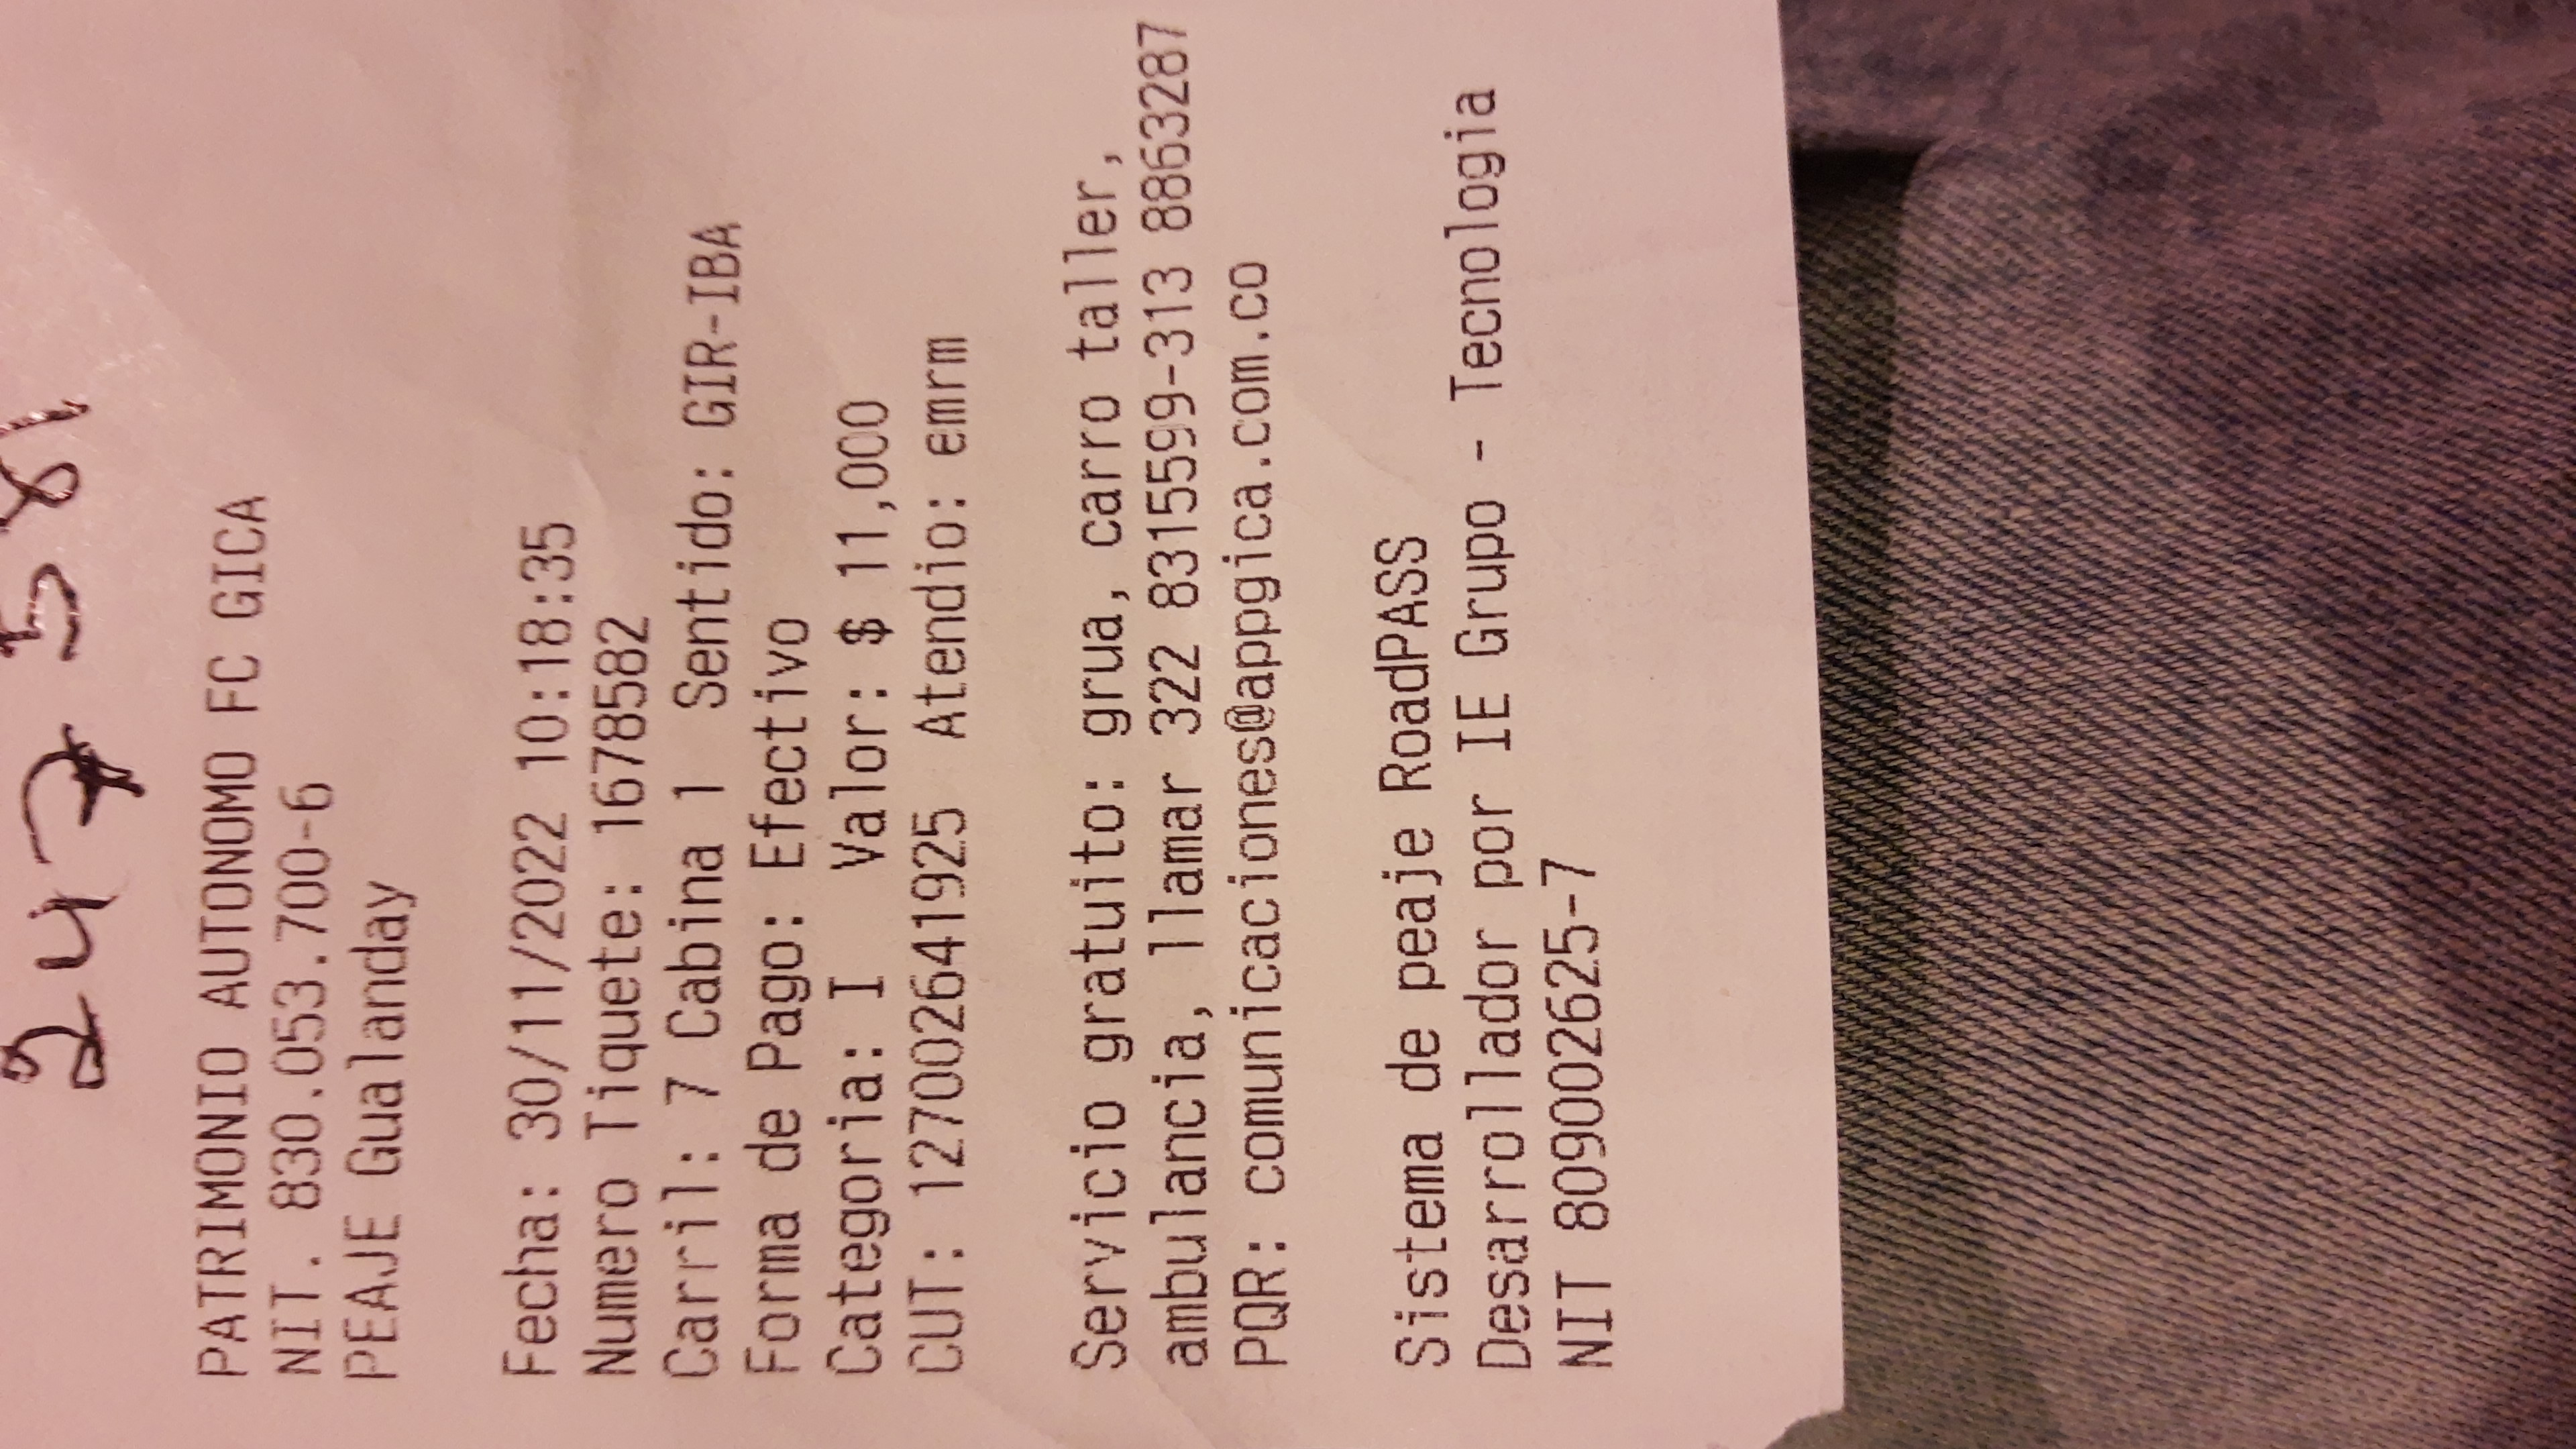 247581
PATRIMONIO AUTONOMO FC GICA
NIT. 830.053.700-6
PEAJE Gualanday
Fecha: 30/11/2022 10:18:35
Numero Tiquete: 1678582
Carril: 7 Cabina 1 Sentido: GIR-IBA
Forma de Pago: Efectivo
Categoria: I Valor: $ 11,000
CUT: 127002641925 Atendio: emrm
Servicio gratuito: grua, carro taller,
ambulancia, llamar 322 8315599-313 8863287
PQR: comunicaciones@appgica.com.co
Sistema de peaje RoadPASS
Desarrollador por IE Grupo - Tecnologia
NIT 809002625-7